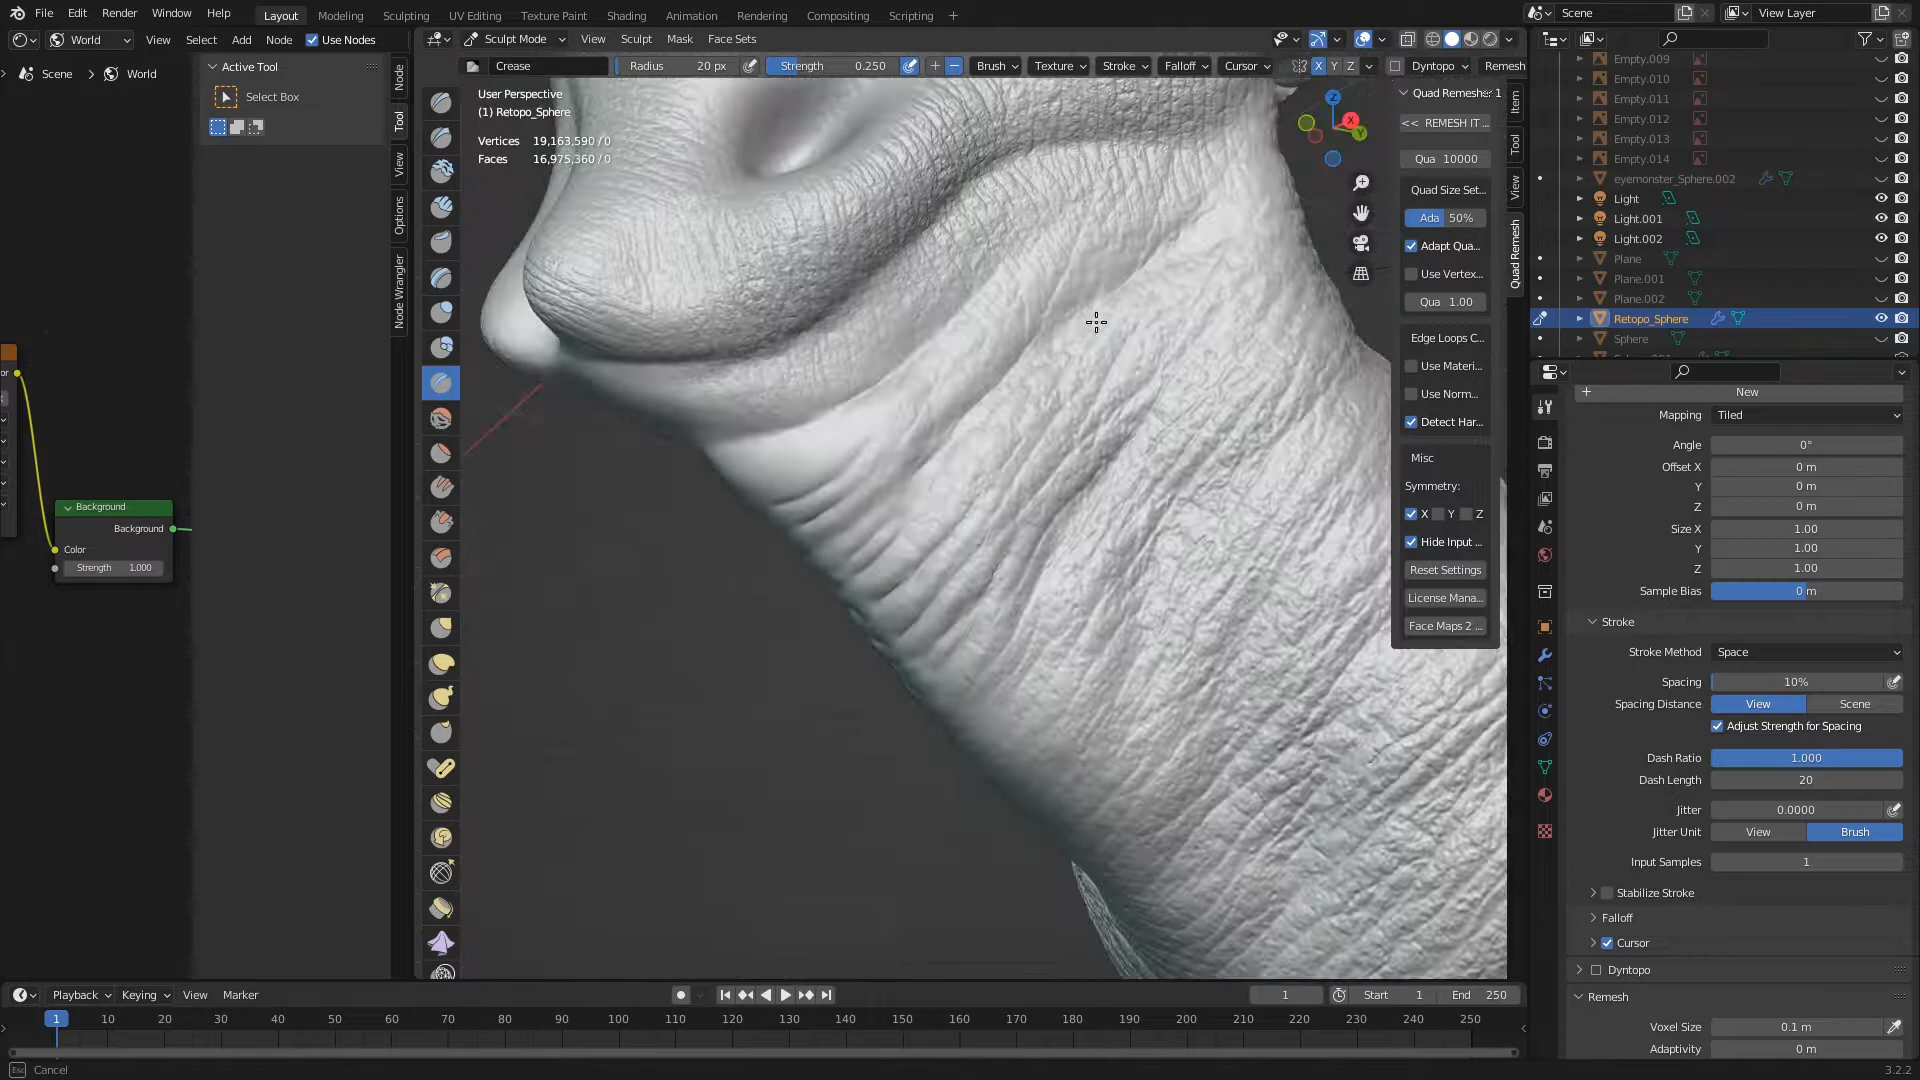 File Edit Render Window Help
Layout Modeling Sculpting UV Editing Texture Paint Shading Animation Rendering Compositing Scripting +
Scene
View Layer
World View Select Add Node Use Nodes
Sculpt Mode View Sculpt Mask Face Sets
Scene > World
Active Tool
Select Box
Node
Tool
View
Options
Node Wrangler
Crease Radius 20 px Strength 0.250 Brush Texture Stroke Falloff Cursor X Y Z Dyntopo Remesh
User Perspective
(1) Retopo_Sphere
Vertices 19,163,590 / 0
Faces 16,975,360 / 0
Z
X
Y
Quad Remesher 1
<< REMESH IT ...
Qua 10000
Quad Size Set...
Ada 50%
Adapt Qua...
Use Vertex...
Qua 1.00
Edge Loops C...
Use Materi...
Use Norm...
Detect Har...
Misc
Symmetry:
X Y Z
Hide Input ...
Reset Settings
License Mana...
Face Maps 2 ...
Item
Tool
View
Quad Remesh
Empty.009
Empty.010
Empty.011
Empty.012
Empty.013
Empty.014
eyemonster_Sphere.002
Light
Light.001
Light.002
Plane
Plane.001
Plane.002
Retopo_Sphere
Sphere
+ New
Mapping Tiled
Angle 0°
Offset X 0 m
Y 0 m
Z 0 m
Size X 1.00
Y 1.00
Z 1.00
Sample Bias 0 m
Stroke
Stroke Method Space
Spacing 10%
Spacing Distance View Scene
Adjust Strength for Spacing
Dash Ratio 1.000
Dash Length 20
Jitter 0.0000
Jitter Unit View Brush
Input Samples 1
Stabilize Stroke
Falloff
Cursor
Dyntopo
Remesh
Voxel Size 0.1 m
Adaptivity 0 m
Background
Background
Color
Strength 1.000
Playback Keying View Marker
1 Start 1 End 250
1 10 20 30 40 50 60 70 80 90 100 110 120 130 140 150 160 170 180 190 200 210 220 230 240 250
Esc Cancel
3.2.2